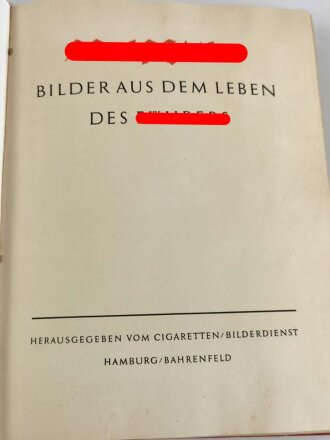 BILDER AUS DEM LEBEN
DES
HERAUSGEGEBEN VOM CIGARETTEN/BILDERDIENST
HAMBURG/BAHRENFELD